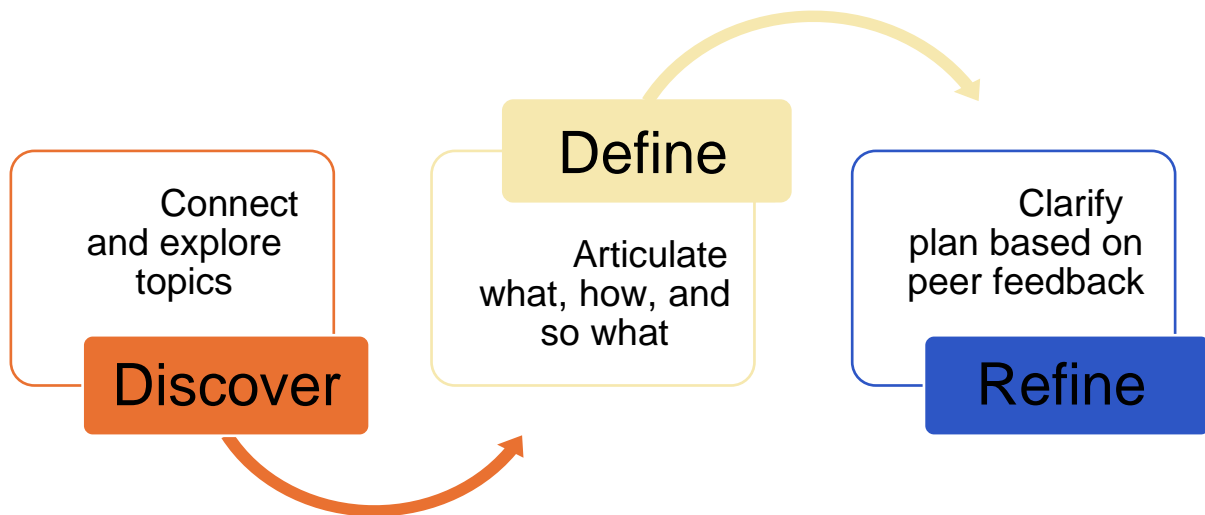 Connect
and explore
topics
Discover
Define
Articulate
what, how, and
so what
Clarify
plan based on
peer feedback
Refine